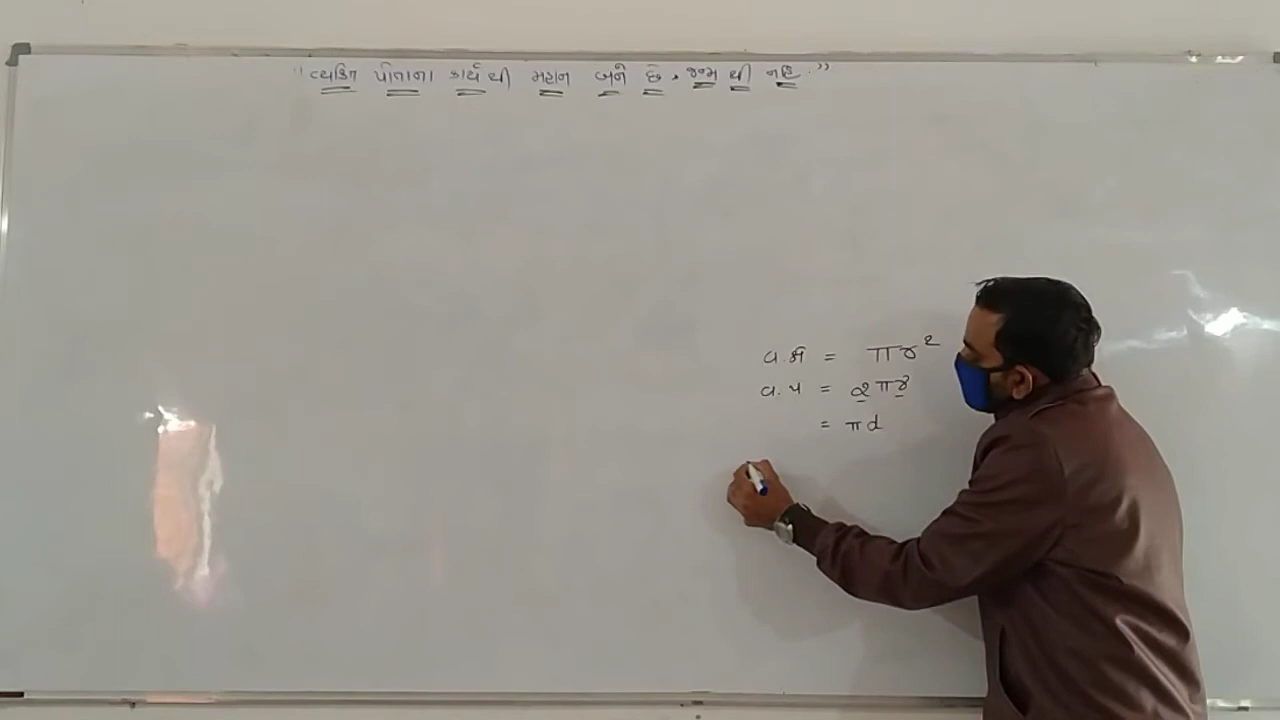 "વ્યક્તિ પોતાના કાર્ય થી મહાન બને છે, જન્મ થી નહિ."
વ.ક્ષે = πr²
વ.પ = 2πr
= πd